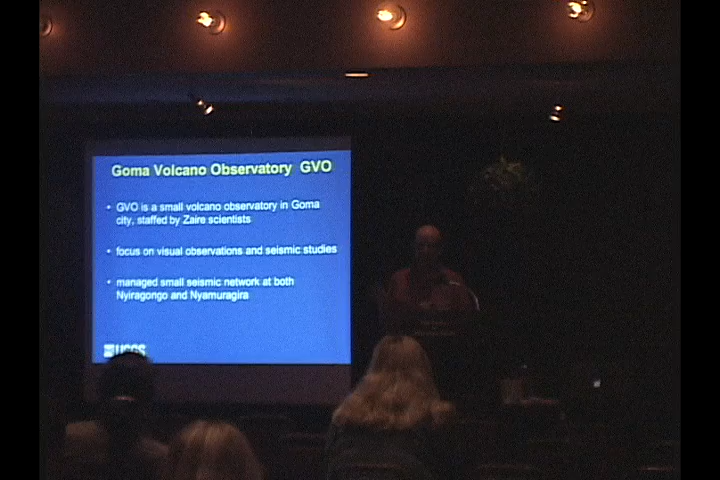 Goma Volcano Observatory GVO
• GVO is a small volcano observatory in Goma
city, staffed by Zaire scientists
• focus on visual observations and seismic studies
• managed small seismic network at both
Nyiragongo and Nyamuragira
USGS